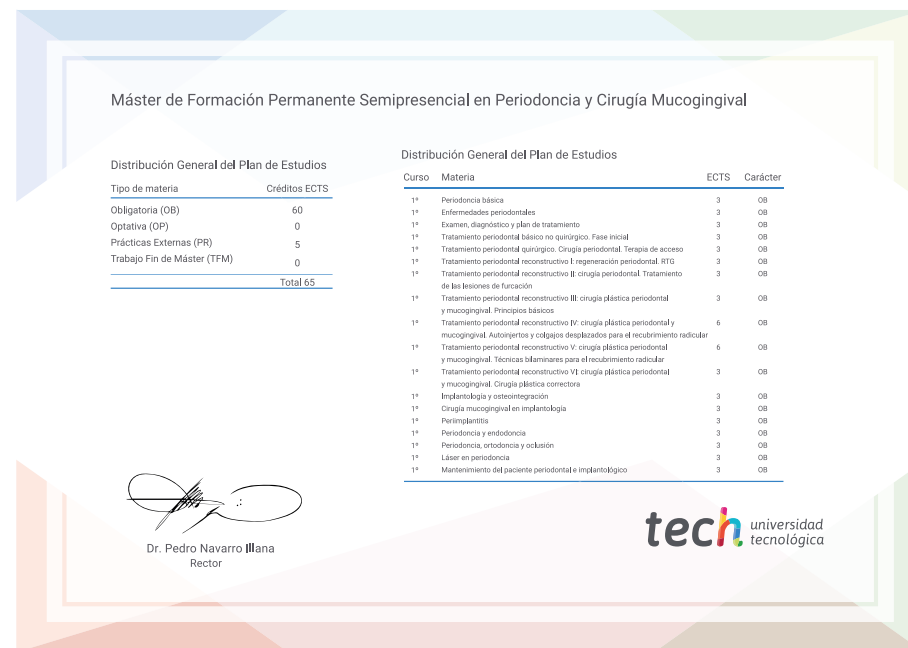 Máster de Formación Permanente Semipresencial en Periodoncia y Cirugía Mucogingival
Distribución General del Plan de Estudios
Tipo de materia Créditos ECTS
Obligatoria (OB) 60
Optativa (OP) 0
Prácticas Externas (PR) 5
Trabajo Fin de Máster (TFM) 0
Total 65
Distribución General del Plan de Estudios
Curso Materia ECTS Carácter
1º Periodoncia básica 3 OB
1º Enfermedades periodontales 3 OB
1º Examen, diagnóstico y plan de tratamiento 3 OB
1º Tratamiento periodontal básico no quirúrgico. Fase inicial 3 OB
1º Tratamiento periodontal quirúrgico. Cirugía periodontal. Terapia de acceso 3 OB
1º Tratamiento periodontal reconstructivo I: regeneración periodontal. RTG 3 OB
1º Tratamiento periodontal reconstructivo II: cirugía periodontal. Tratamiento 3 OB
de las lesiones de furcación
1º Tratamiento periodontal reconstructivo III: cirugía plástica periodontal 3 OB
y mucogingival. Principios básicos
1º Tratamiento periodontal reconstructivo IV: cirugía plástica periodontal y 6 OB
mucogingival. Autoinjertos y colgajos desplazados para el recubrimiento radicular
1º Tratamiento periodontal reconstructivo V: cirugía plástica periodontal 6 OB
y mucogingival. Técnicas bilaminares para el recubrimiento radicular
1º Tratamiento periodontal reconstructivo VI: cirugía plástica periodontal 3 OB
y mucogingival. Cirugía plástica correctora
1º Implantología y osteointegración 3 OB
1º Cirugía mucogingival en implantología 3 OB
1º Periimplantitis 3 OB
1º Periodoncia y endodoncia 3 OB
1º Periodoncia, ortodoncia y oclusión 3 OB
1º Láser en periodoncia 3 OB
1º Mantenimiento del paciente periodontal e implantológico 3 OB
Dr. Pedro Navarro Illana
Rector
tech universidad
tecnológica